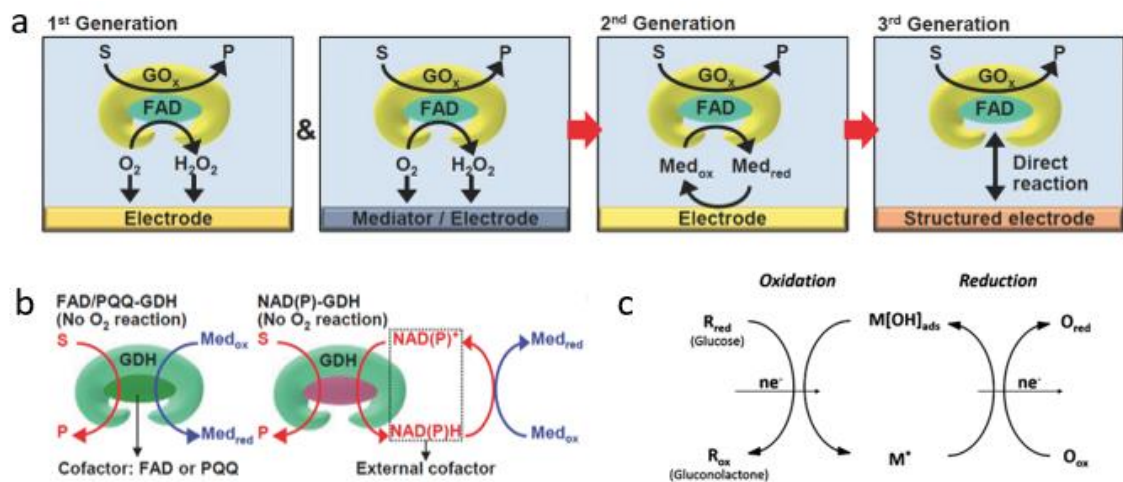 a
1st Generation
S
P
GOx
FAD
O2
H2O2
Electrode
&
S
P
GOx
FAD
O2
H2O2
Mediator / Electrode
2nd Generation
S
P
GOx
FAD
Medox
Medred
Electrode
3rd Generation
S
P
GOx
FAD
Direct
reaction
Structured electrode
b
FAD/PQQ-GDH
(No O2 reaction)
S
Medox
GDH
P
Medred
Cofactor: FAD or PQQ
NAD(P)-GDH
(No O2 reaction)
S
NAD(P)+
Medred
GDH
P
NAD(P)H
Medox
External cofactor
c
Oxidation
Reduction
Rred
(Glucose)
M[OH]ads
Ored
ne-
ne-
Rox
(Gluconolactone)
M*
Oox